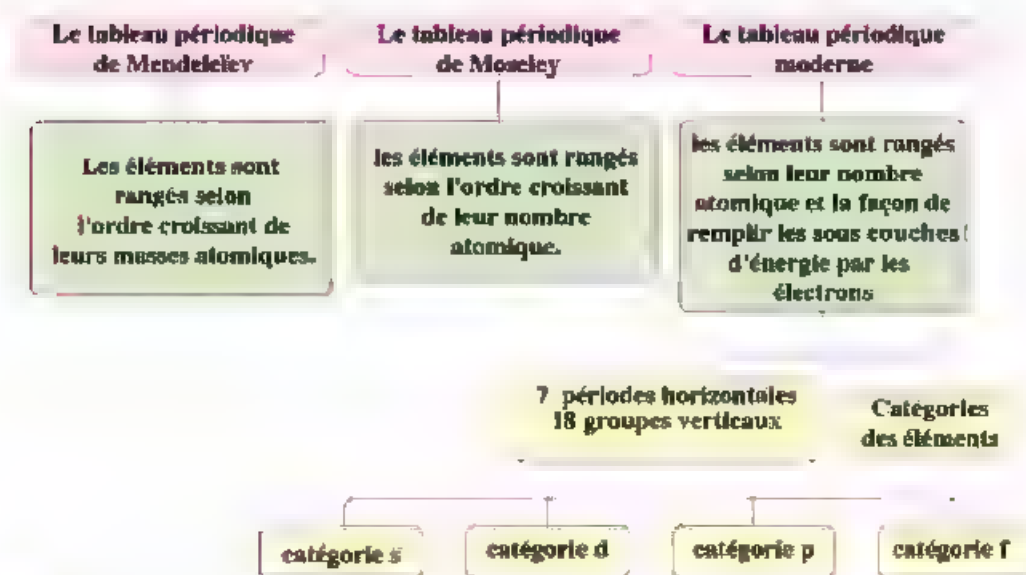 Le tableau périodique
de Mendeleïev
Les éléments sont
rangés selon
l'ordre croissant de
leurs masses atomiques.
Le tableau périodique
de Moseley
les éléments sont rangés
selon l'ordre croissant
de leur nombre
atomique.
Le tableau périodique
moderne
les éléments sont rangés
selon leur nombre
atomique et la façon de
remplir les sous couches
d'énergie par les
électrons
7 périodes horizontales
18 groupes verticaux
Catégories
des éléments
catégorie s
catégorie d
catégorie p
catégorie f